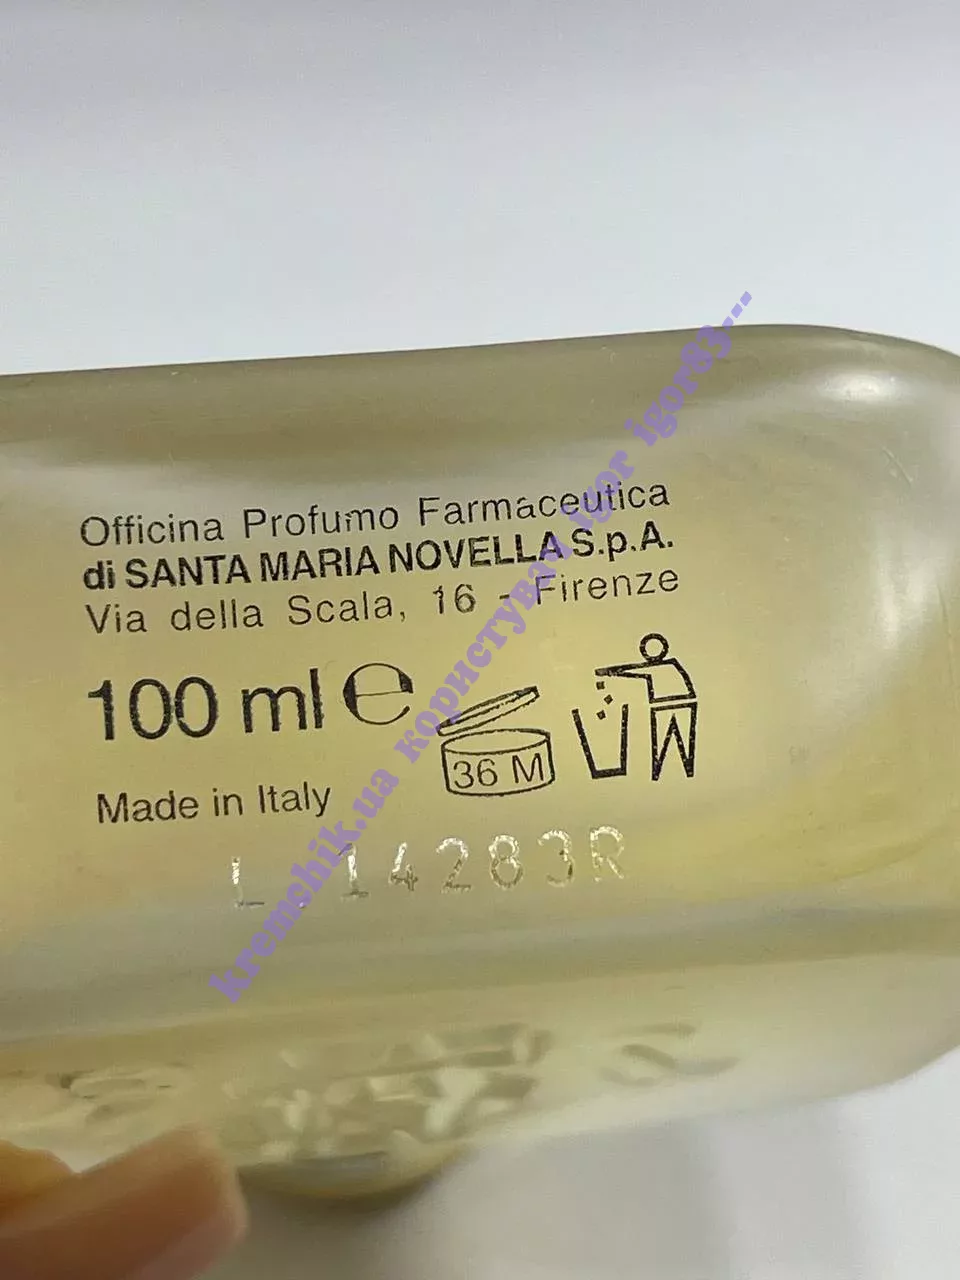 Officina Profumo Farmaceutica
di SANTA MARIA NOVELLA S.p.A.
Via della Scala, 16 - Firenze
100 ml e
36 M
Made in Italy
L.14283R
kremchik.ua користувач igor igor83...